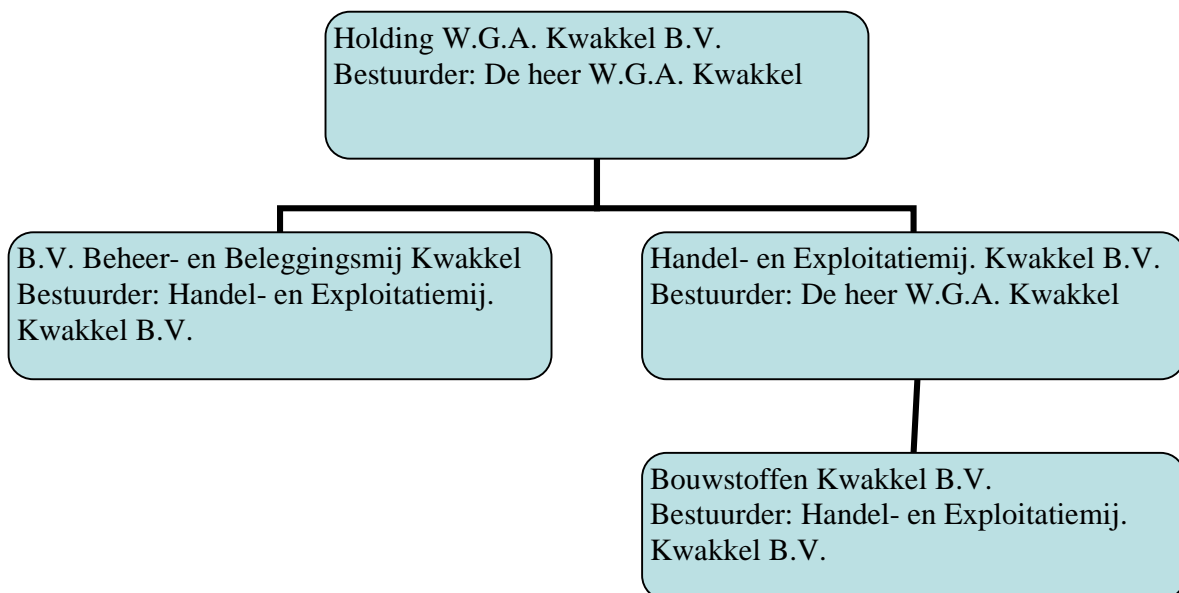 Holding W.G.A. Kwakkel B.V.
Bestuurder: De heer W.G.A. Kwakkel
B.V. Beheer- en Beleggingsmij Kwakkel
Bestuurder: Handel- en Exploitatiemij.
Kwakkel B.V.
Handel- en Exploitatiemij. Kwakkel B.V.
Bestuurder: De heer W.G.A. Kwakkel
Bouwstoffen Kwakkel B.V.
Bestuurder: Handel- en Exploitatiemij.
Kwakkel B.V.